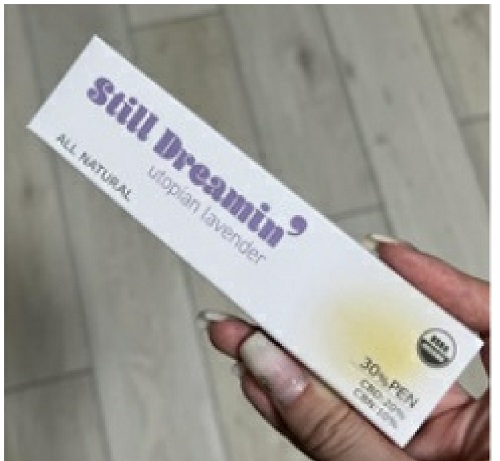 Still Dreamin'
utopian lavender
ALL NATURAL
30% PEN
CBD: 20%
CBN: 10%